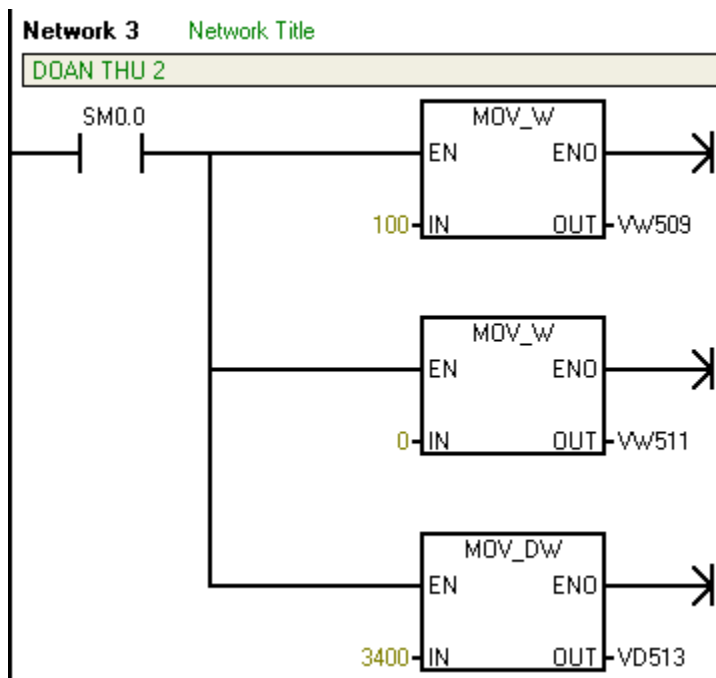 Network 3 Network Title
DOAN THU 2
SM0.0
MOV_W
EN ENO
100 IN OUT VW509
MOV_W
EN ENO
0 IN OUT VW511
MOV_DW
EN ENO
3400 IN OUT VD513